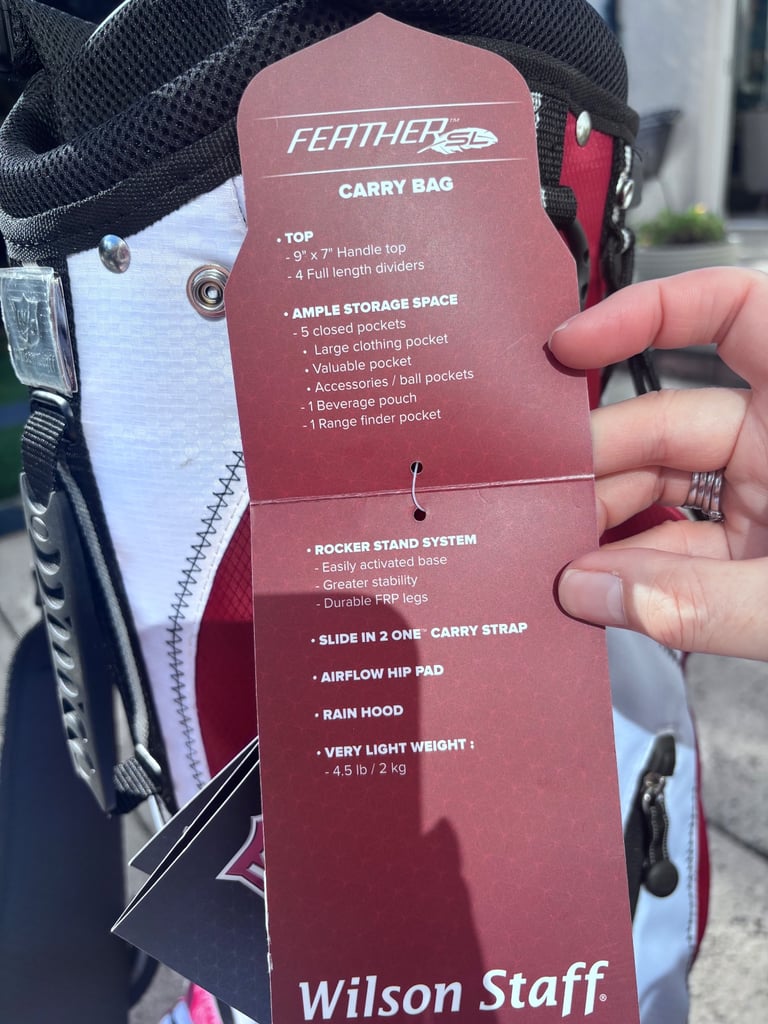 FEATHER™ SL
CARRY BAG
• TOP
- 9" x 7" Handle top
- 4 Full length dividers
• AMPLE STORAGE SPACE
- 5 closed pockets
• Large clothing pocket
• Valuable pocket
• Accessories / ball pockets
- 1 Beverage pouch
- 1 Range finder pocket
• ROCKER STAND SYSTEM
- Easily activated base
- Greater stability
- Durable FRP legs
• SLIDE IN 2 ONE™ CARRY STRAP
• AIRFLOW HIP PAD
• RAIN HOOD
• VERY LIGHT WEIGHT :
- 4.5 lb / 2 kg
Wilson Staff®